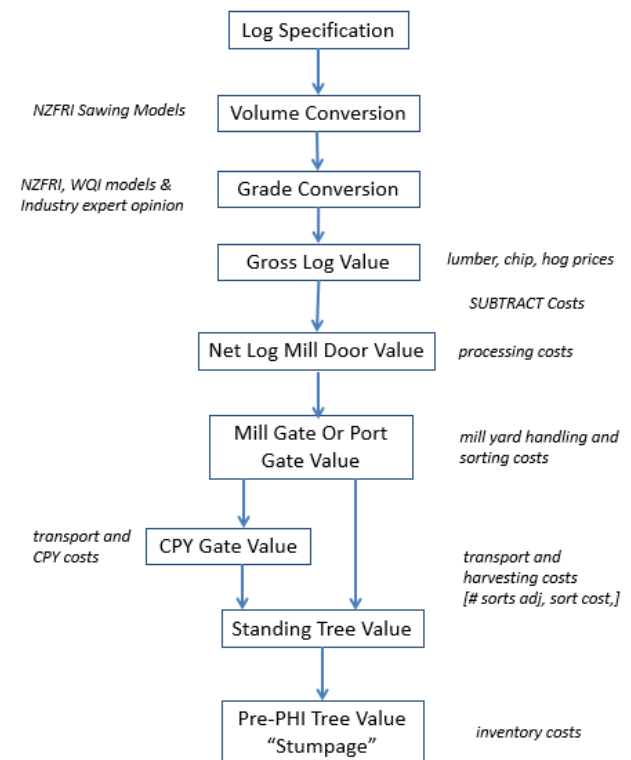 Log Specification
NZFRI Sawing Models
Volume Conversion
NZFRI, WQI models &
Industry expert opinion
Grade Conversion
Gross Log Value
lumber, chip, hog prices
SUBTRACT Costs
Net Log Mill Door Value
processing costs
Mill Gate Or Port
Gate Value
mill yard handling and
sorting costs
transport and
CPY costs
CPY Gate Value
transport and
harvesting costs
[# sorts adj, sort cost,]
Standing Tree Value
Pre-PHI Tree Value
“Stumpage”
inventory costs